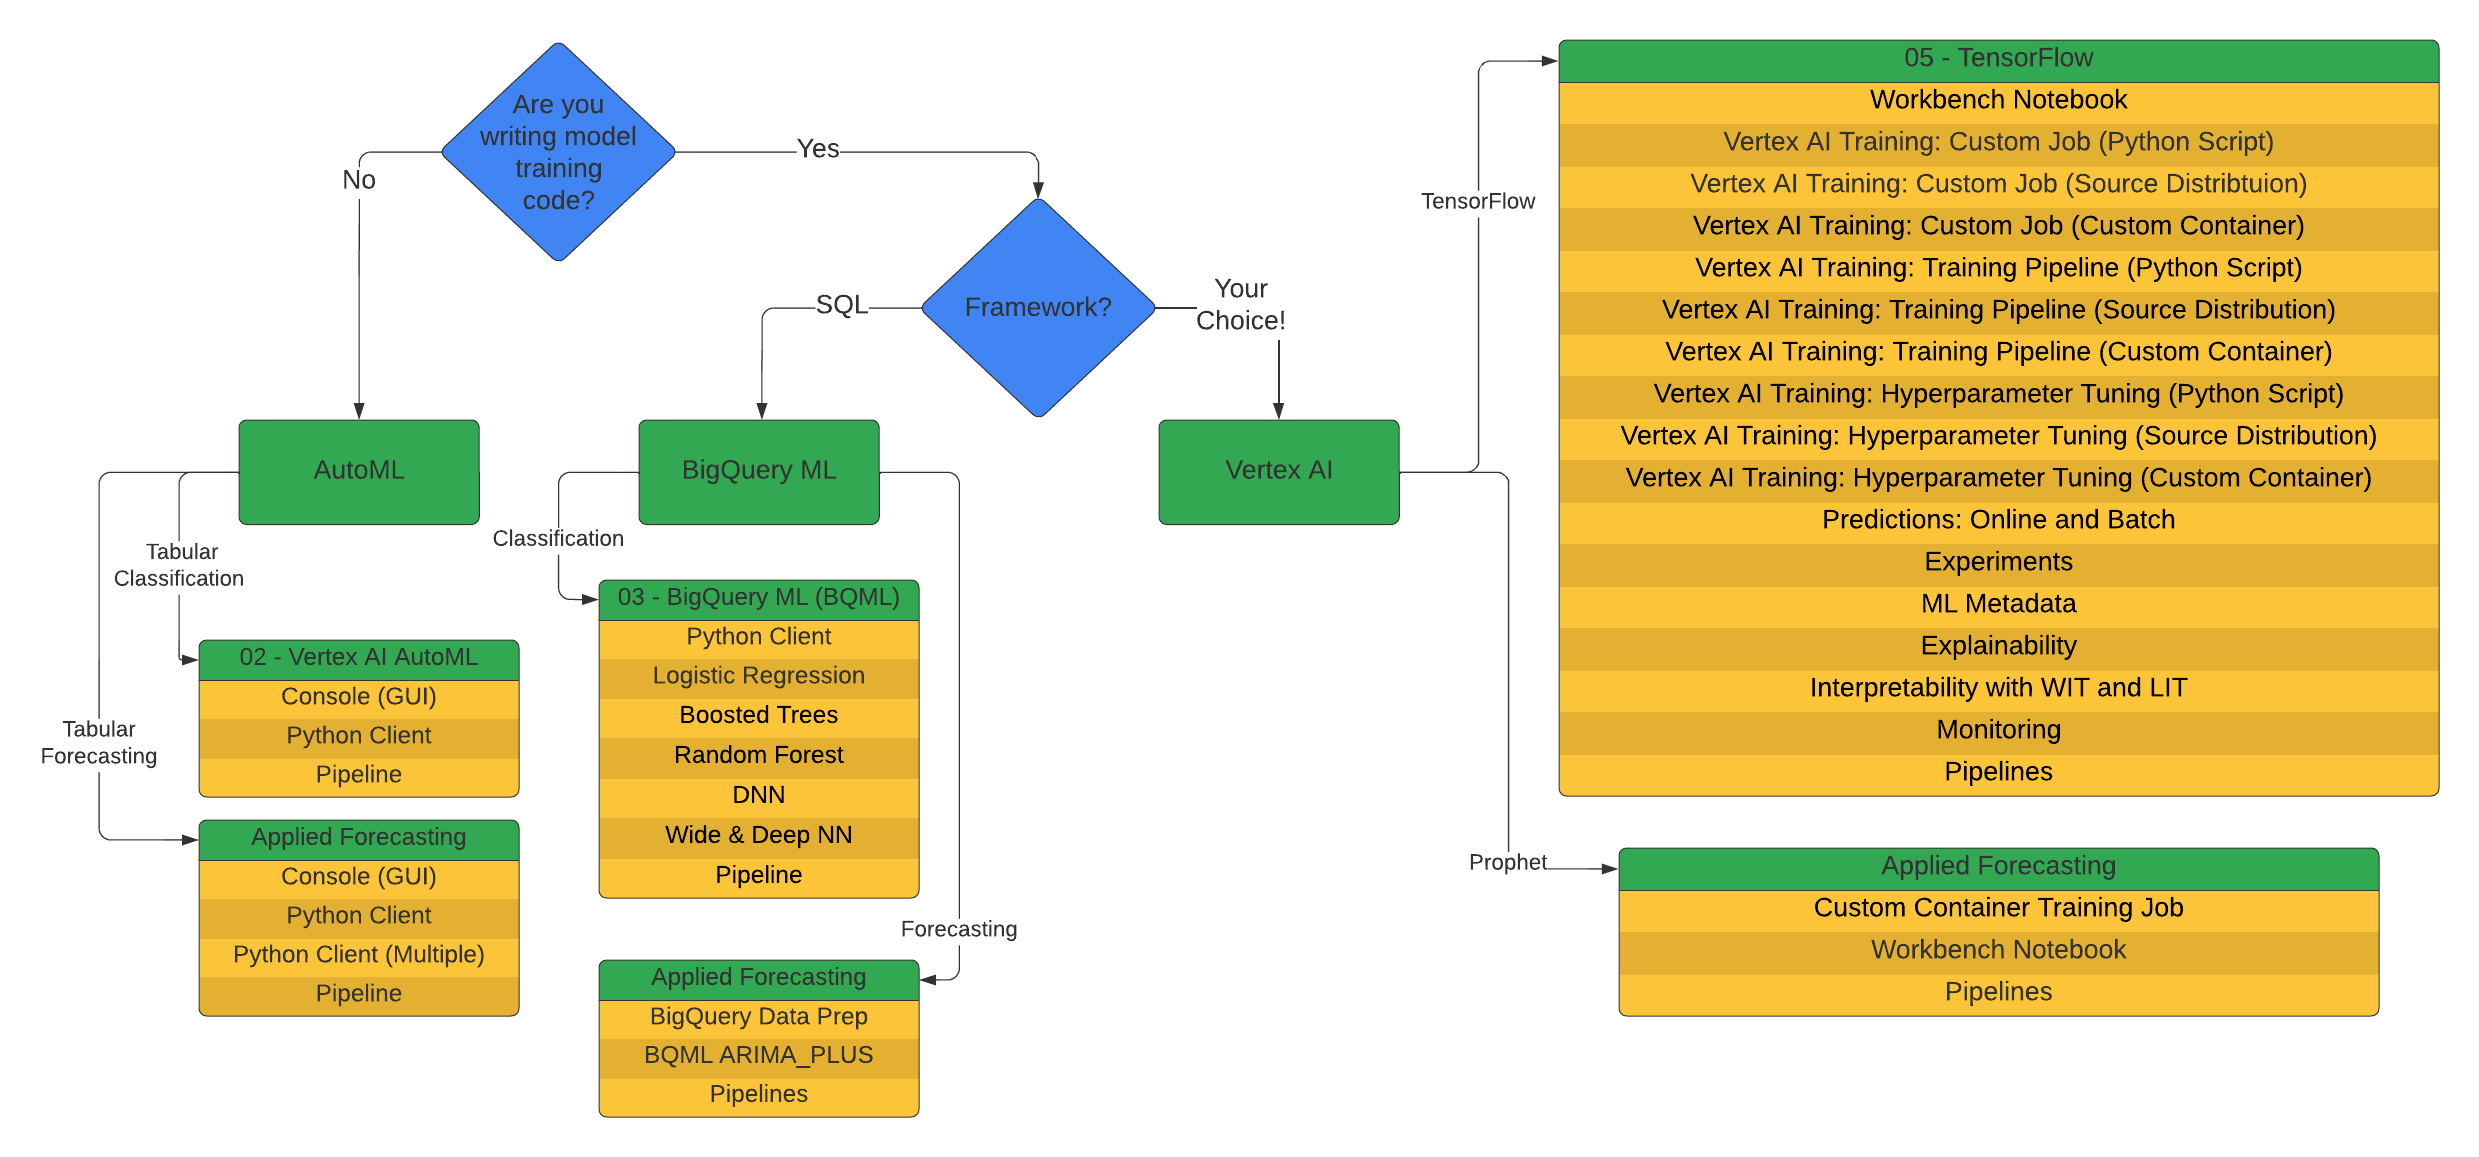 Are you
writing model
training
code?
No
Yes
Framework?
SQL
Your
Choice!
AutoML
BigQuery ML
Vertex AI
Tabular
Classification
Tabular
Forecasting
02 - Vertex AI AutoML
Console (GUI)
Python Client
Pipeline
Applied Forecasting
Console (GUI)
Python Client
Python Client (Multiple)
Pipeline
Classification
03 - BigQuery ML (BQML)
Python Client
Logistic Regression
Boosted Trees
Random Forest
DNN
Wide & Deep NN
Pipeline
Forecasting
Applied Forecasting
BigQuery Data Prep
BQML ARIMA_PLUS
Pipelines
TensorFlow
05 - TensorFlow
Workbench Notebook
Vertex AI Training: Custom Job (Python Script)
Vertex AI Training: Custom Job (Source Distribtuion)
Vertex AI Training: Custom Job (Custom Container)
Vertex AI Training: Training Pipeline (Python Script)
Vertex AI Training: Training Pipeline (Source Distribution)
Vertex AI Training: Training Pipeline (Custom Container)
Vertex AI Training: Hyperparameter Tuning (Python Script)
Vertex AI Training: Hyperparameter Tuning (Source Distribution)
Vertex AI Training: Hyperparameter Tuning (Custom Container)
Predictions: Online and Batch
Experiments
ML Metadata
Explainability
Interpretability with WIT and LIT
Monitoring
Pipelines
Prophet
Applied Forecasting
Custom Container Training Job
Workbench Notebook
Pipelines